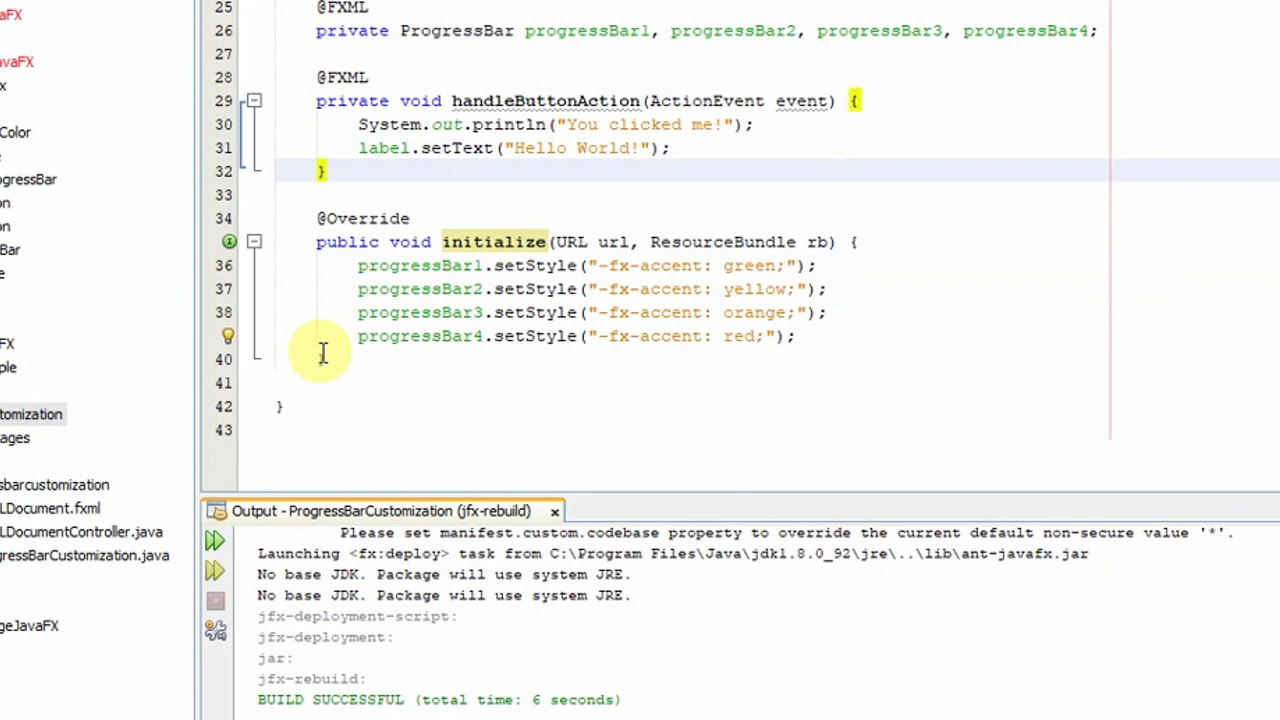 aFX
vaFX
x
Color
e
ogressBar
on
on
Bar
e
FX
ple
tomization
ages
sbarcustomization
LDocument.fxml
LDocumentController.java
gressBarCustomization.java
geJavaFX
25 @FXML
26 private ProgressBar progressBar1, progressBar2, progressBar3, progressBar4;
27
28 @FXML
29 private void handleButtonAction(ActionEvent event) {
30 System.out.println("You clicked me!");
31 label.setText("Hello World!");
32 }
33
34 @Override
public void initialize(URL url, ResourceBundle rb) {
36 progressBar1.setStyle("-fx-accent: green;");
37 progressBar2.setStyle("-fx-accent: yellow;");
38 progressBar3.setStyle("-fx-accent: orange;");
progressBar4.setStyle("-fx-accent: red;");
40 }
41
42 }
43
Output - ProgressBarCustomization (jfx-rebuild) x
Please set manifest.custom.codebase property to override the current default non-secure value '*'.
Launching <fx:deploy> task from C:\Program Files\Java\jdk1.8.0_92\jre\..\lib\ant-javafx.jar
No base JDK. Package will use system JRE.
No base JDK. Package will use system JRE.
jfx-deployment-script:
jfx-deployment:
jar:
jfx-rebuild:
BUILD SUCCESSFUL (total time: 6 seconds)